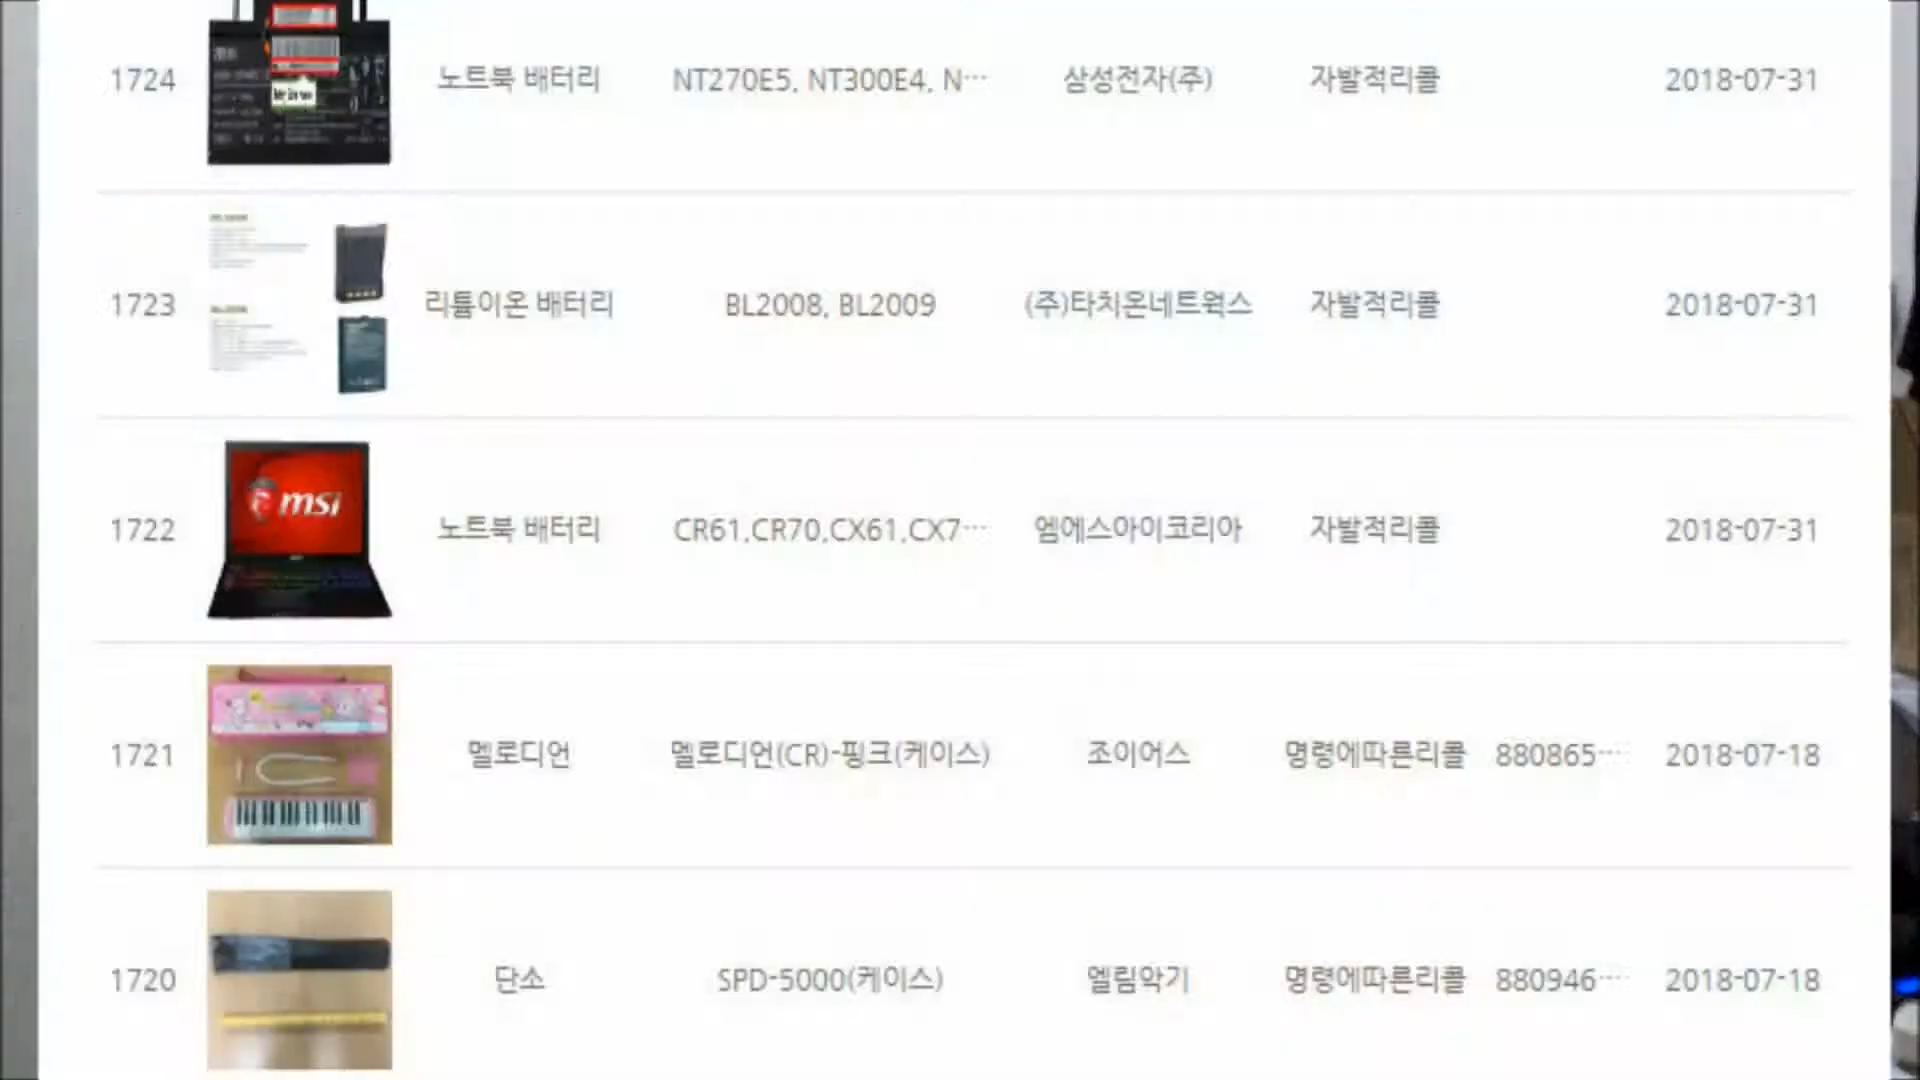 1724 노트북 배터리 NT270E5, NT300E4, N… 삼성전자(주) 자발적리콜 2018-07-31
1723 리튬이온 배터리 BL2008, BL2009 (주)타치온네트웍스 자발적리콜 2018-07-31
msi
1722 노트북 배터리 CR61,CR70,CX61,CX7… 엠에스아이코리아 자발적리콜 2018-07-31
1721 멜로디언 멜로디언(CR)-핑크(케이스) 조이어스 명령에따른리콜 880865… 2018-07-18
1720 단소 SPD-5000(케이스) 엘림악기 명령에따른리콜 880946… 2018-07-18